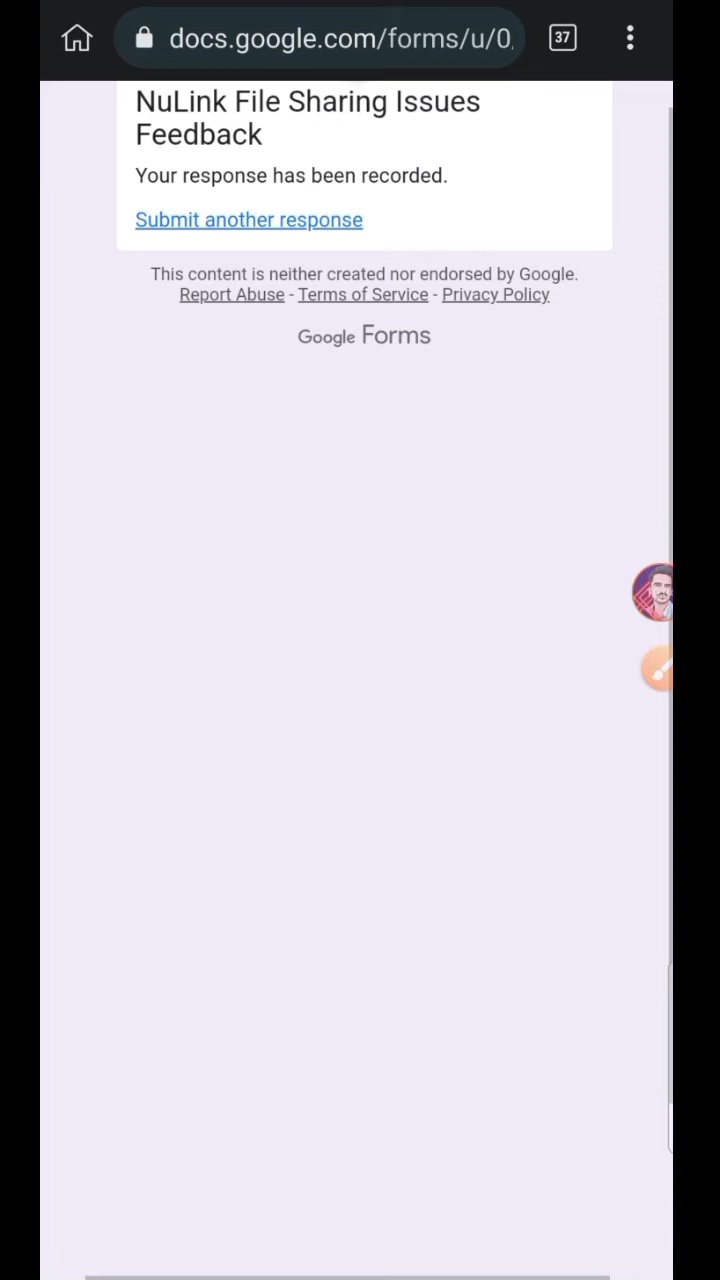 docs.google.com/forms/u/0
37
NuLink File Sharing Issues
Feedback
Your response has been recorded.
Submit another response
This content is neither created nor endorsed by Google.
Report Abuse - Terms of Service - Privacy Policy
Google Forms